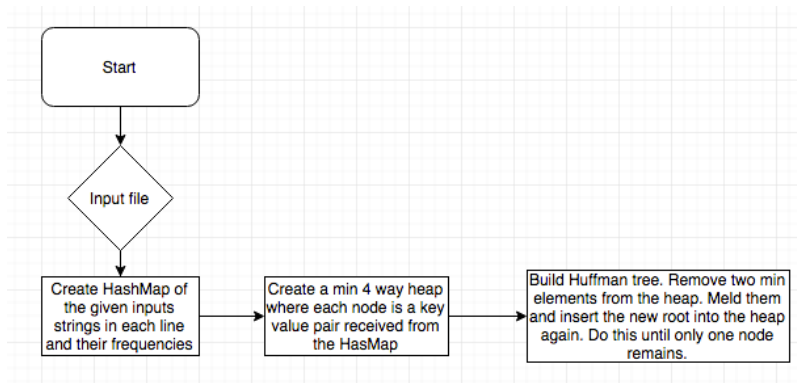 Start
Input file
Create HashMap of
the given inputs
strings in each line
and their frequencies
Create a min 4 way heap
where each node is a key
value pair received from
the HasMap
Build Huffman tree. Remove two min
elements from the heap. Meld them
and insert the new root into the heap
again. Do this until only one node
remains.